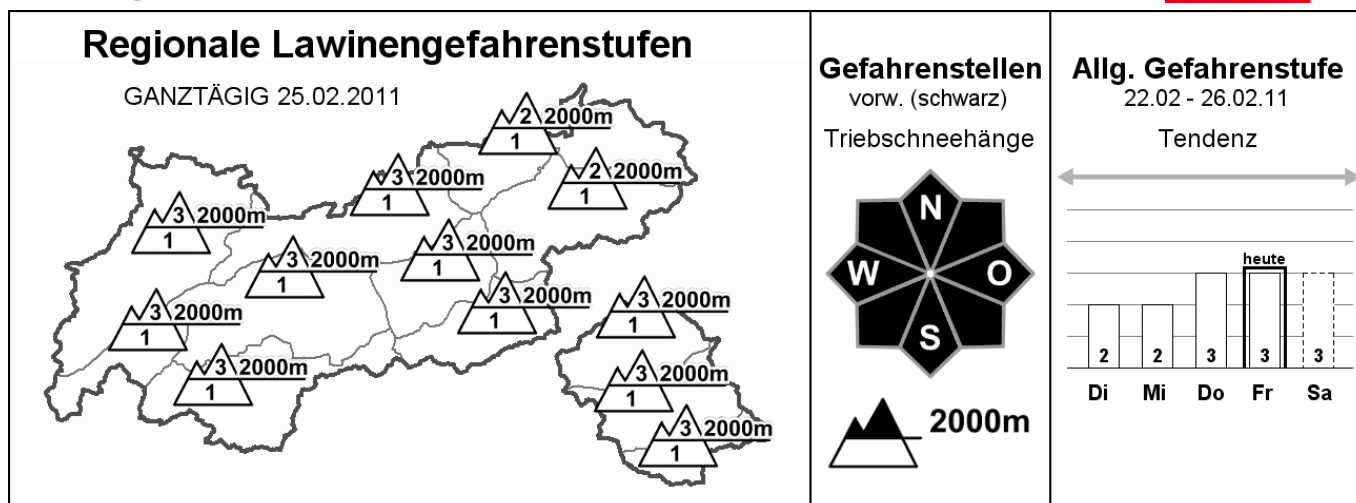 Regionale Lawinengefahrenstufen
GANZTÄGIG 25.02.2011
2 2000m
1
2 2000m
1
3 2000m
1
3 2000m
1
3 2000m
1
3 2000m
1
3 2000m
1
3 2000m
1
3 2000m
1
3 2000m
1
3 2000m
1
3 2000m
1
Gefahrenstellen
vorw. (schwarz)
Triebschneehänge
N
W O
S
2000m
Allg. Gefahrenstufe
22.02 - 26.02.11
Tendenz
heute
2 2 3 3 3
Di Mi Do Fr Sa